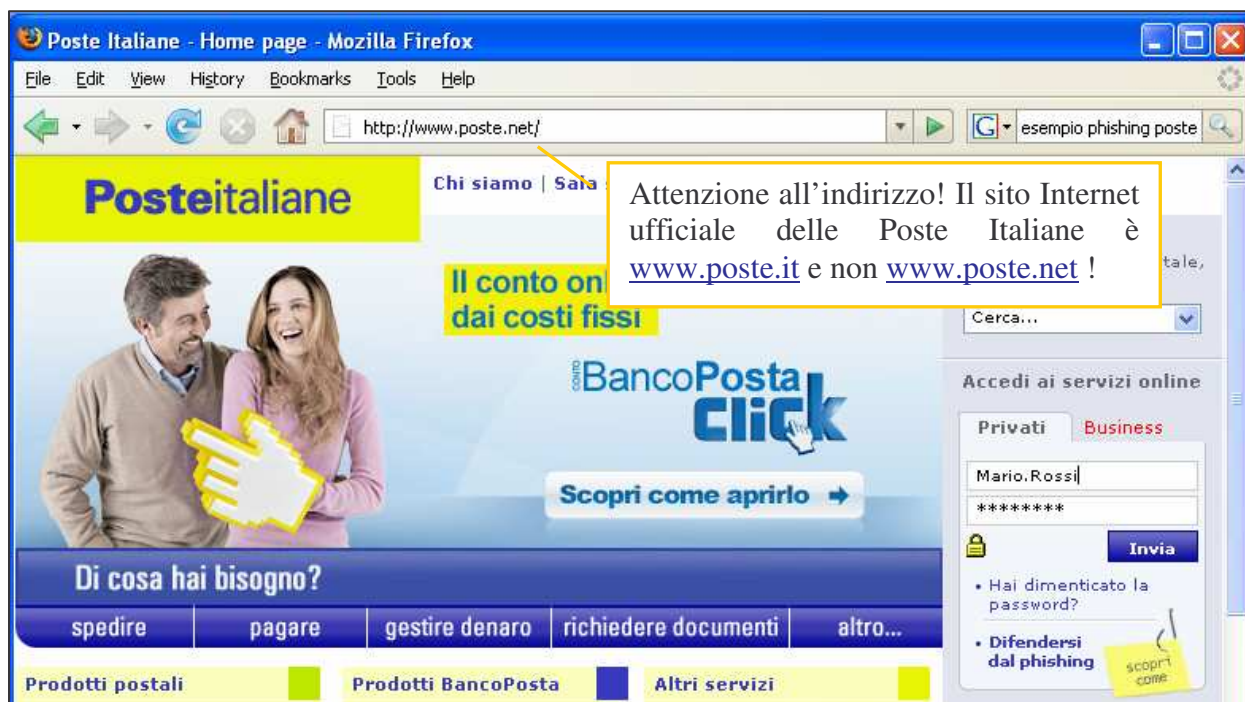 Poste Italiane - Home page - Mozilla Firefox
File Edit View History Bookmarks Tools Help
http://www.poste.net/
G esempio phishing poste
Posteitaliane
Chi siamo | Sala
Attenzione all'indirizzo! Il sito Internet
ufficiale delle Poste Italiane è
www.poste.it e non www.poste.net !
tale,
Il conto
dai costi fissi
Cerca...
CONTO
BancoPosta
click
Scopri come aprirlo
Accedi ai servizi online
Privati Business
Mario.Rossi
********
Invia
• Hai dimenticato la
password?
• Difendersi
dal phishing
scopri
come
Di cosa hai bisogno?
spedire pagare gestire denaro richiedere documenti altro...
Prodotti postali Prodotti BancoPosta Altri servizi